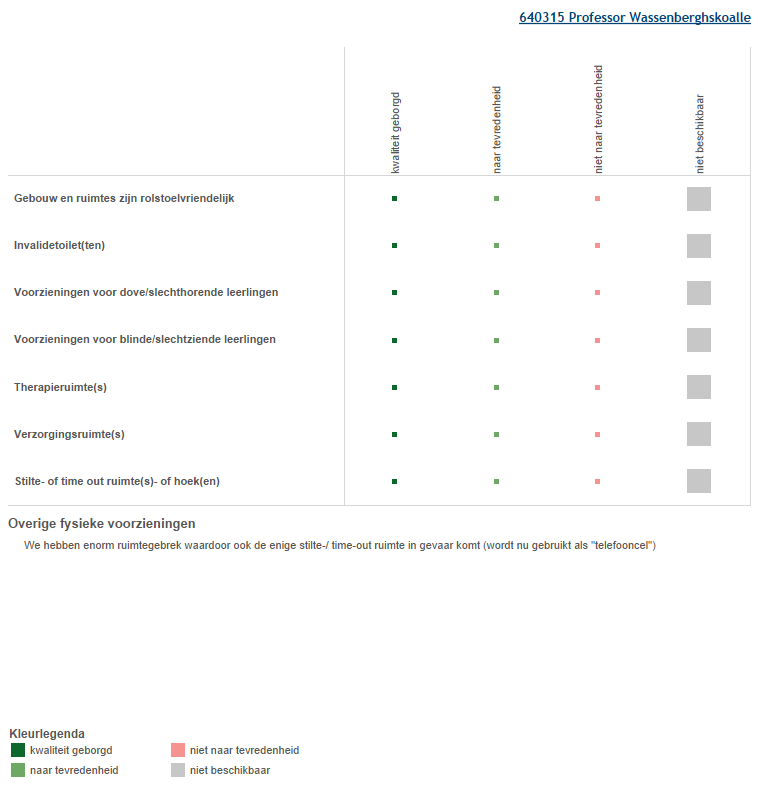 640315 Professor Wassenberghskoalle
kwaliteit geborgd
naar tevredenheid
niet naar tevredenheid
niet beschikbaar
Gebouw en ruimtes zijn rolstoelvriendelijk
Invalidetoilet(ten)
Voorzieningen voor dove/slechthorende leerlingen
Voorzieningen voor blinde/slechtziende leerlingen
Therapieruimte(s)
Verzorgingsruimte(s)
Stilte- of time out ruimte(s)- of hoek(en)
Overige fysieke voorzieningen
We hebben enorm ruimtegebrek waardoor ook de enige stilte-/ time-out ruimte in gevaar komt (wordt nu gebruikt als "telefooncel")
Kleurlegenda
kwaliteit geborgd
niet naar tevredenheid
naar tevredenheid
niet beschikbaar